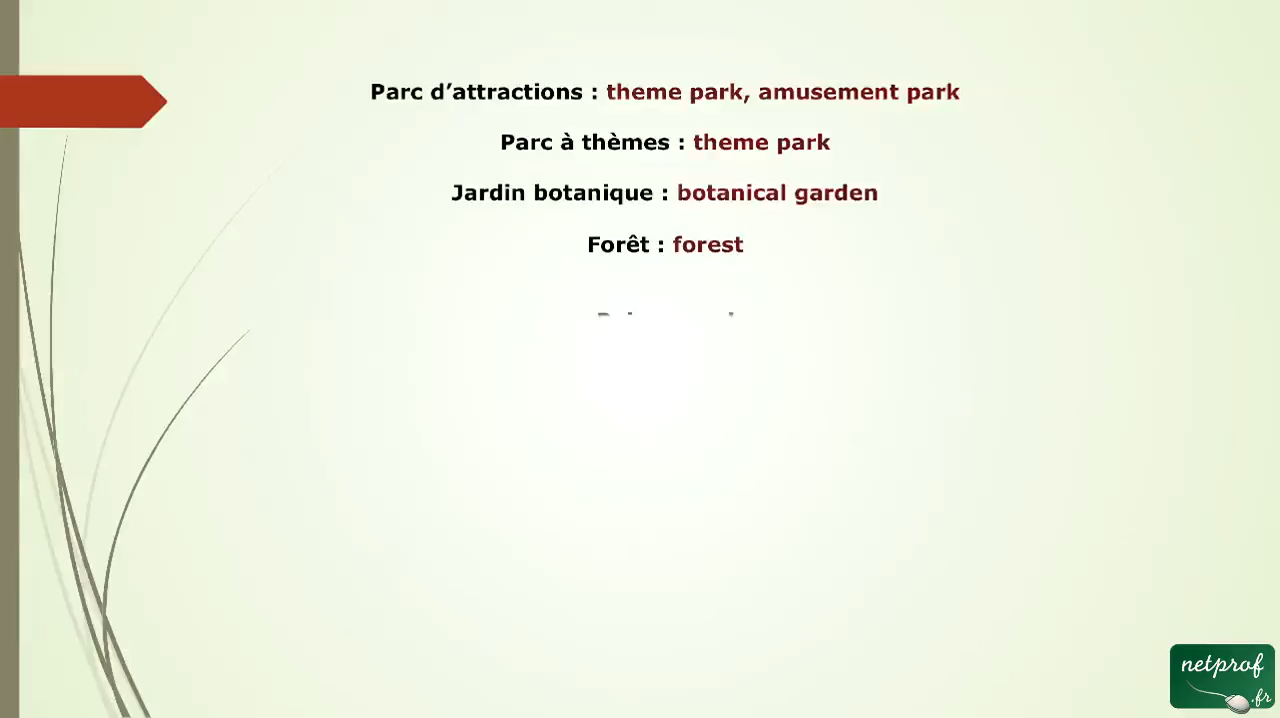 Parc d’attractions : theme park, amusement park
Parc à thèmes : theme park
Jardin botanique : botanical garden
Forêt : forest
netprof
.fr